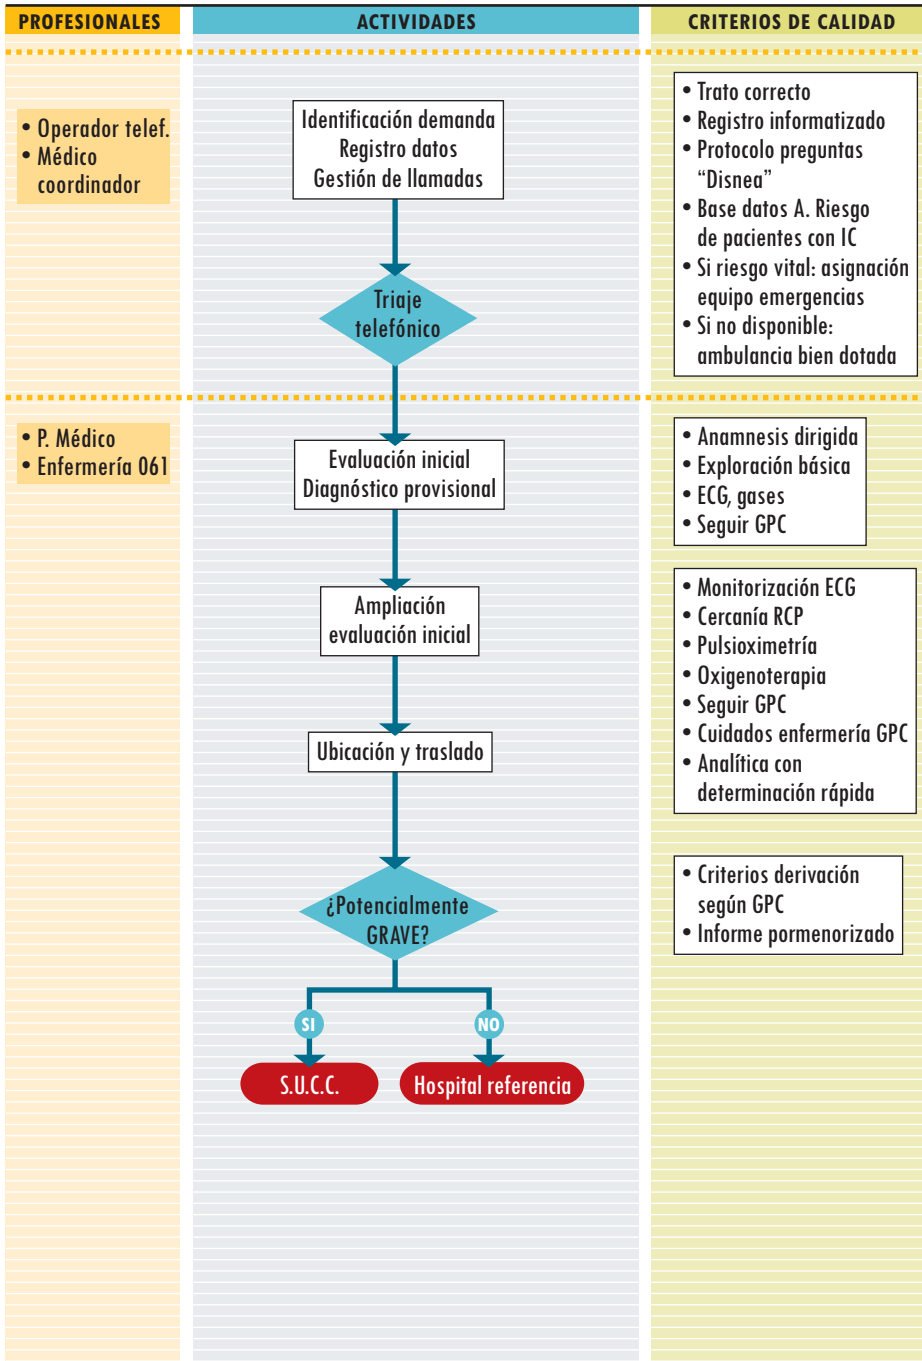 PROFESIONALES
ACTIVIDADES
CRITERIOS DE CALIDAD
• Operador telef.
• Médico
coordinador
Identificación demanda
Registro datos
Gestión de llamadas
Triaje
telefónico
• Trato correcto
• Registro informatizado
• Protocolo preguntas
“Disnea”
• Base datos A. Riesgo
de pacientes con IC
• Si riesgo vital: asignación
equipo emergencias
• Si no disponible:
ambulancia bien dotada
• P. Médico
• Enfermería 061
Evaluación inicial
Diagnóstico provisional
• Anamnesis dirigida
• Exploración básica
• ECG, gases
• Seguir GPC
Ampliación
evaluación inicial
• Monitorización ECG
• Cercanía RCP
• Pulsioximetría
• Oxigenoterapia
• Seguir GPC
• Cuidados enfermería GPC
• Analítica con
determinación rápida
Ubicación y traslado
¿Potencialmente
GRAVE?
• Criterios derivación
según GPC
• Informe pormenorizado
SI
NO
S.U.C.C.
Hospital referencia